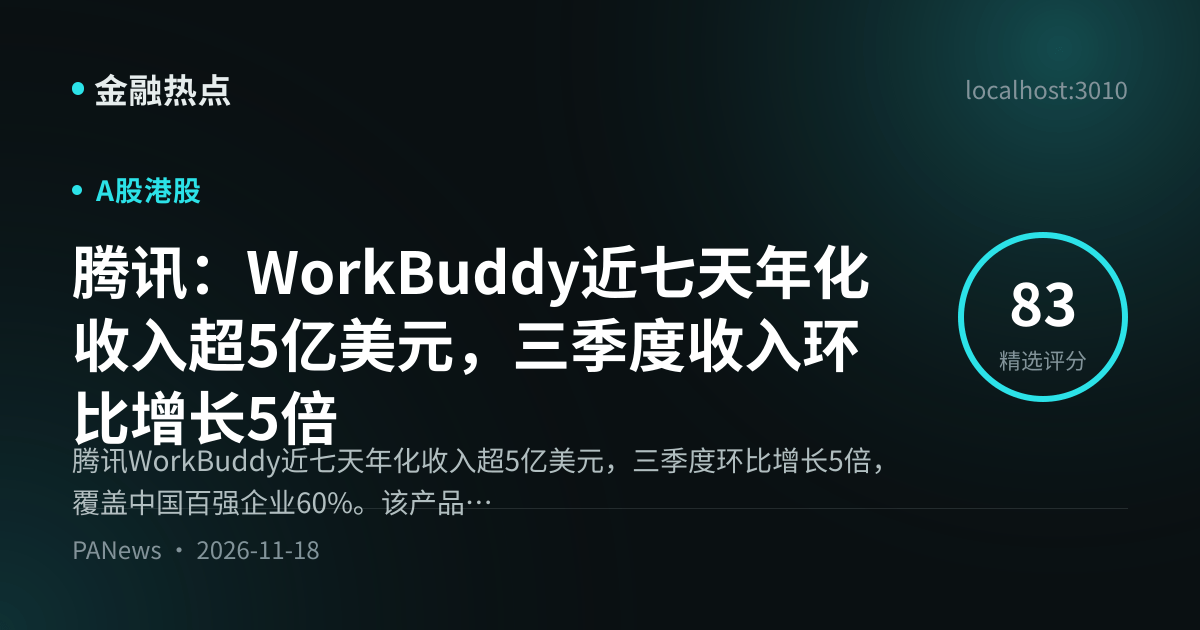 金融热点
localhost:3010
A股港股
腾讯：WorkBuddy近七天年化
收入超5亿美元，三季度收入环
比增长5倍
83
精选评分
腾讯WorkBuddy近七天年化收入超5亿美元，三季度环比增长5倍，
覆盖中国百强企业60%。该产品…
PANews • 2026-11-18